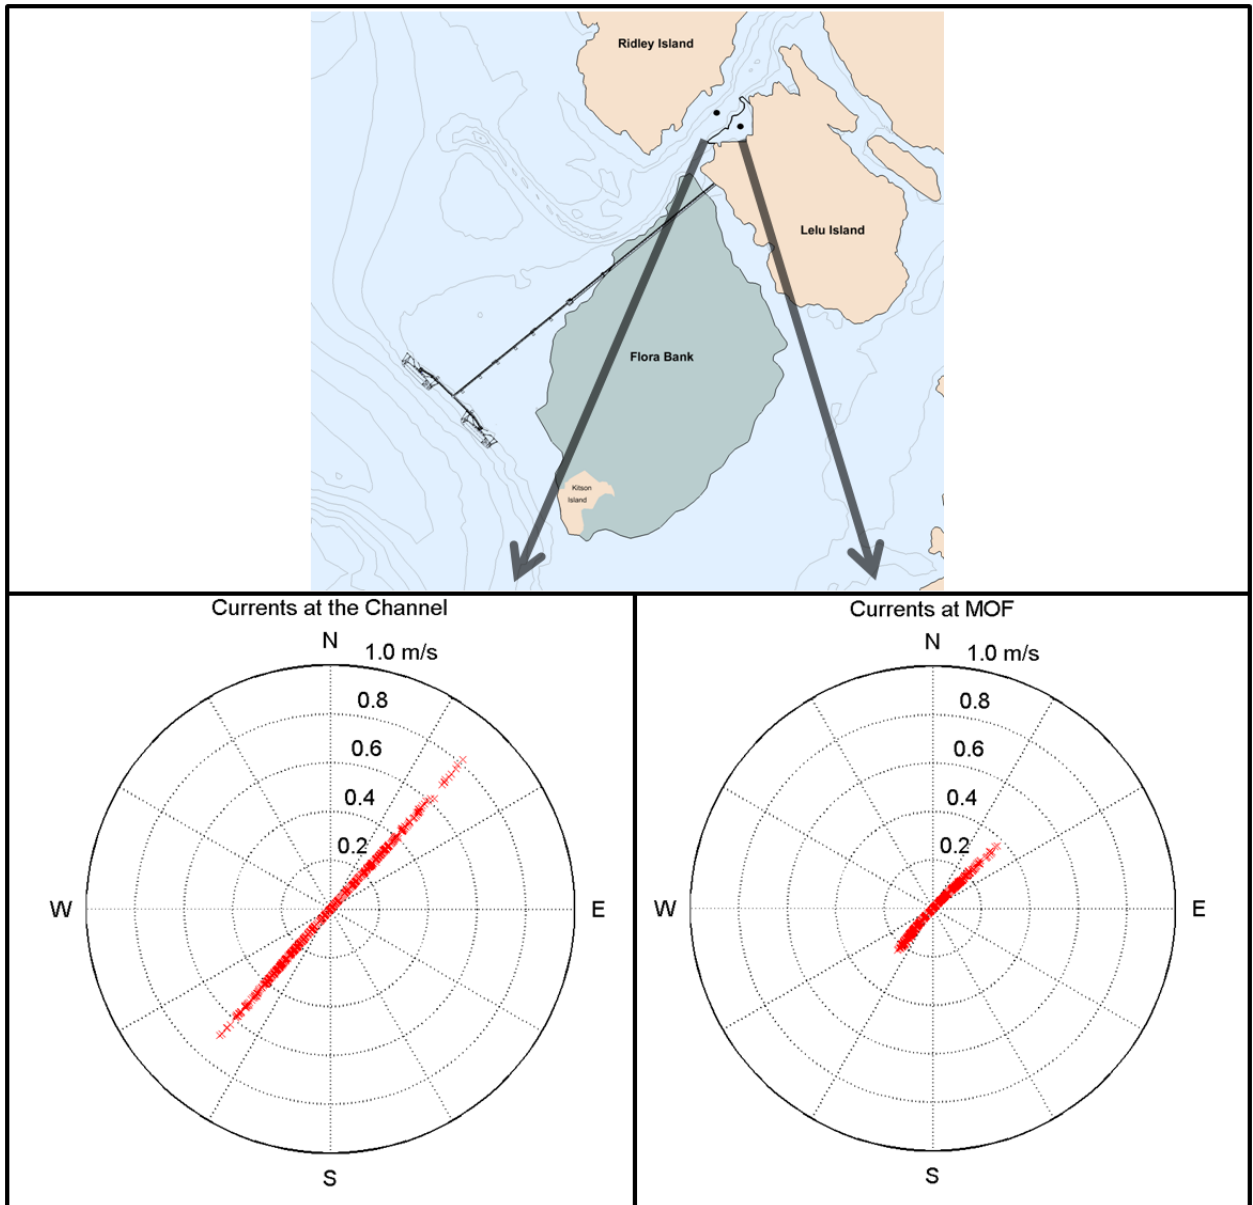 Ridley Island
Lelu Island
Flora Bank
Kitson
Island
Currents at the Channel
N
1.0 m/s
0.8
0.6
0.4
0.2
W
E
S
Currents at MOF
N
1.0 m/s
0.8
0.6
0.4
0.2
W
E
S